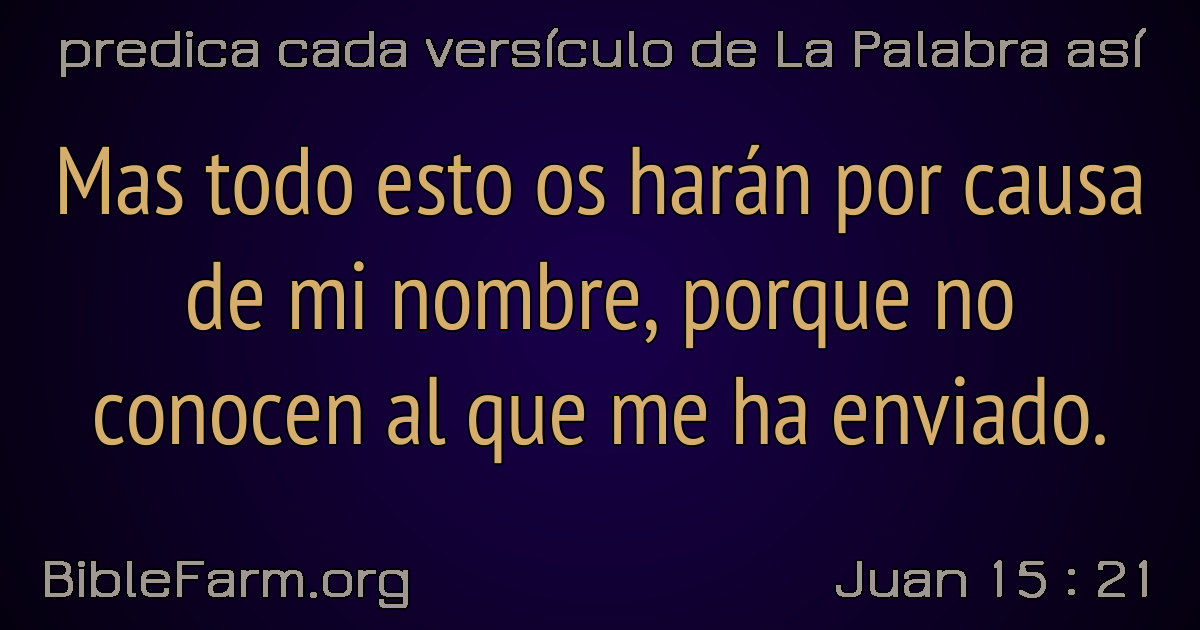 predica cada versículo de La Palabra así
Mas todo esto os harán por causa
de mi nombre, porque no
conocen al que me ha enviado.
BibleFarm.org
Juan 15 : 21